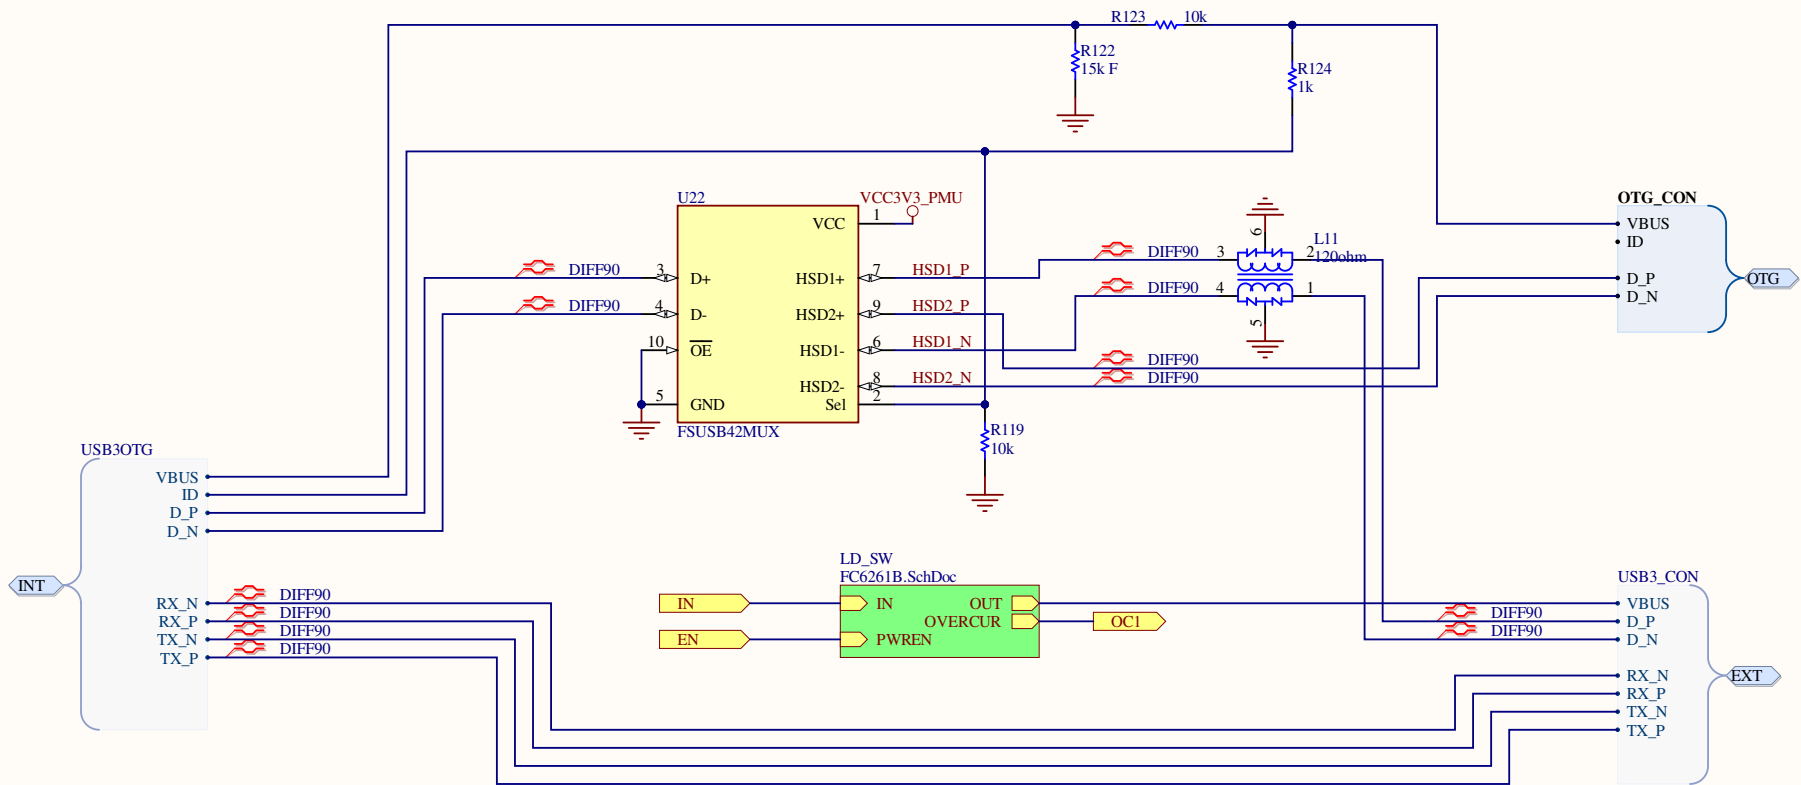 R123 10k
R122
15k F
R124
1k
U22
VCC3V3_PMU
VCC 1
OTG_CON
VBUS
ID
D_P
D_N
OTG
6
L11
120ohm
DIFF90 3 2
DIFF90 4 1
5
DIFF90 3 D+
HSD1+ 7 HSD1_P
DIFF90 4 D-
HSD2+ 9 HSD2_P
10 OE
HSD1- 6 HSD1_N
HSD2- 8 HSD2_N
DIFF90
DIFF90
5 GND
Sel 2
FSUSB42MUX
R119
10k
USB3OTG
VBUS
ID
D_P
D_N
INT
RX_N DIFF90
RX_P DIFF90
TX_N DIFF90
TX_P DIFF90
LD_SW
FC6261B.SchDoc
IN IN OUT
OVERCUR OC1
EN PWREN
USB3_CON
VBUS
DIFF90 D_P
DIFF90 D_N
RX_N
RX_P
TX_N
TX_P
EXT